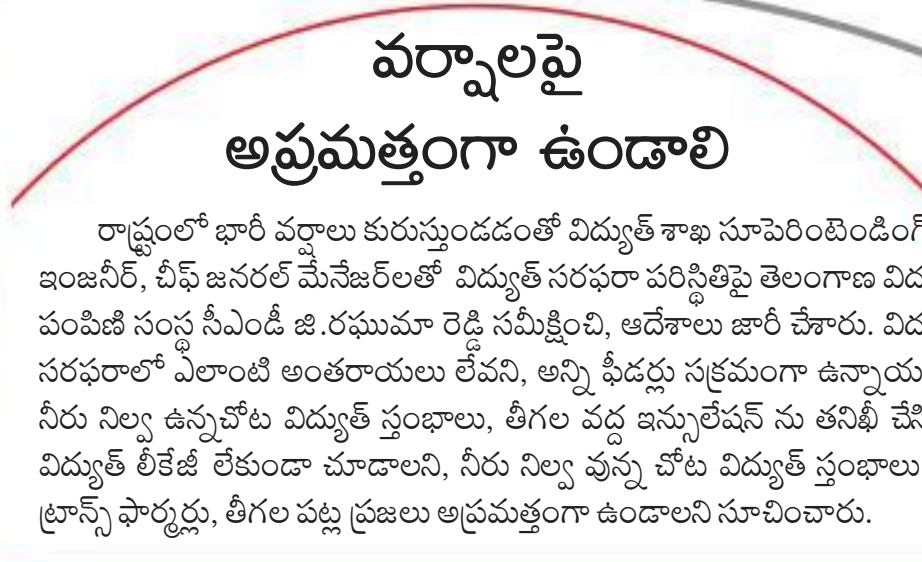 వర్షాలపై
అప్రమత్తంగా ఉండాలి
రాష్ట్రంలో భారీ వర్షాలు కురుస్తుండడంతో విద్యుత్ శాఖ సూపెరింటెండింగ్
ఇంజనీర్, చీఫ్ జనరల్ మేనేజర్‌లతో విద్యుత్ సరఫరా పరిస్థితిపై తెలంగాణ
పంపిణి సంస్థ సీఎండీ జి.రఘుమా రెడ్డి సమీక్షించి, ఆదేశాలు జారీ చేశారు.
సరఫరాలో ఎలాంటి అంతరాయలు లేవని, అన్ని ఫీడర్లు సక్రమంగా
నీరు నిల్వ ఉన్నచోట విద్యుత్ స్తంభాలు, తీగల వద్ద ఇన్సులేషన్ ను తనిఖీ
విద్యుత్ లీకేజీ లేకుండా చూడాలని, నీరు నిల్వ వున్న చోట విద్యుత్ స్తంభాలు
ట్రాన్స్ ఫార్మర్లు, తీగల పట్ల ప్రజలు అప్రమత్తంగా ఉండాలని సూచించారు.